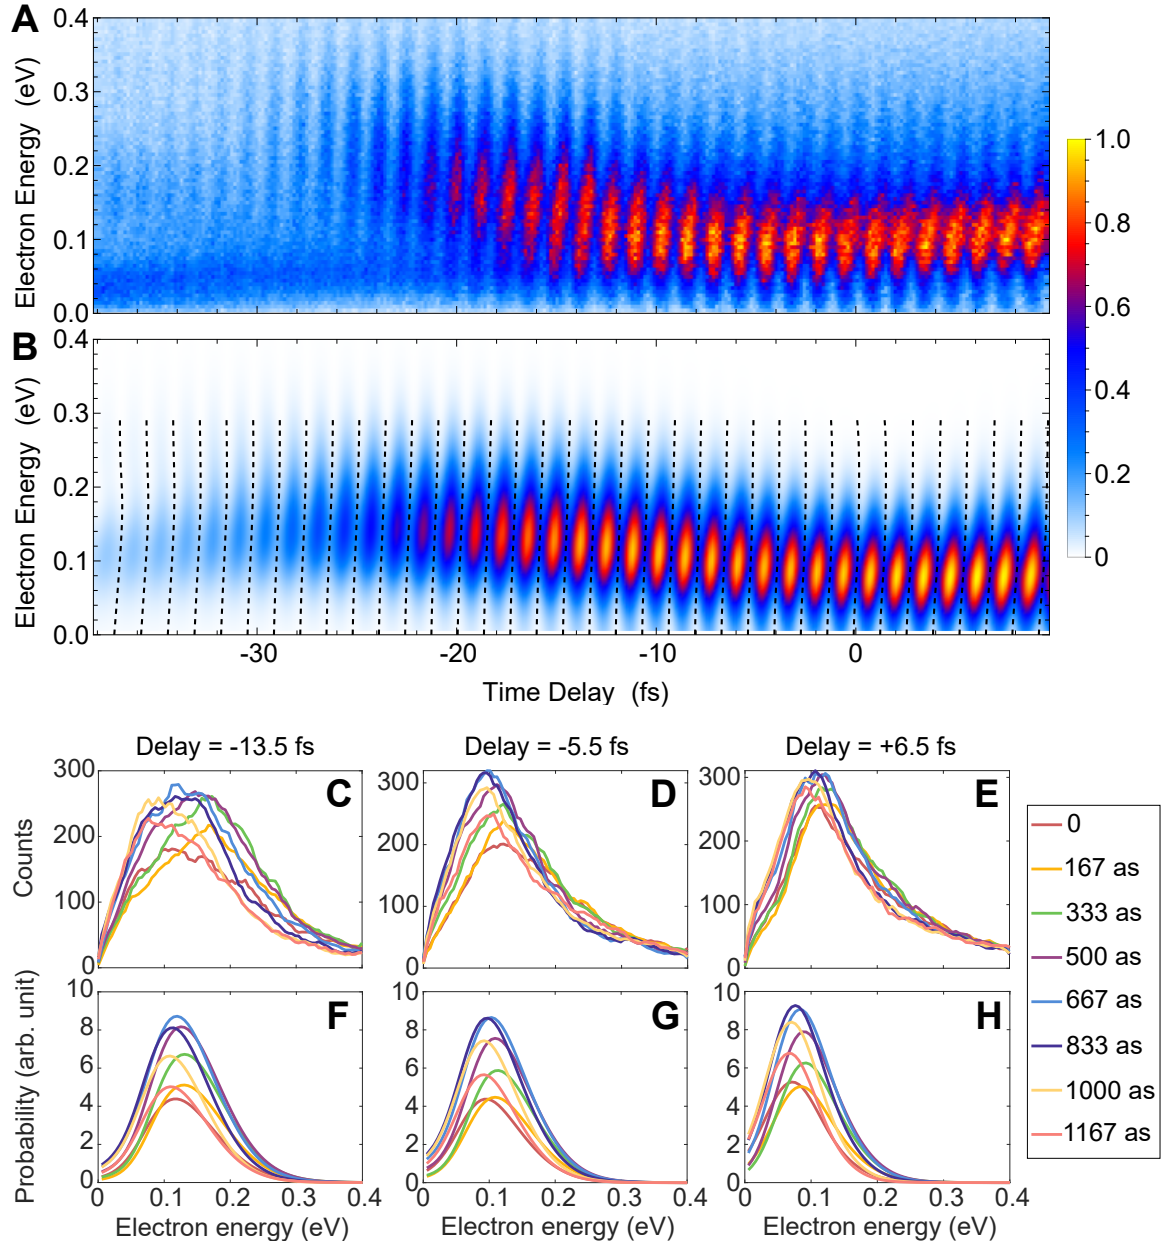 A
0.4
0.3
0.2
0.1
0.0
Electron Energy (eV)
B
0.4
0.3
0.2
0.1
0.0
Electron Energy (eV)
-30
-20
-10
0
Time Delay (fs)
1.0
0.8
0.6
0.4
0.2
0
Delay = -13.5 fs
Delay = -5.5 fs
Delay = +6.5 fs
300
200
100
0
Counts
C
300
200
100
0
D
300
200
100
0
E
10
8
6
4
2
0
Probability (arb. unit)
F
0
0.1
0.2
0.3
0.4
Electron energy (eV)
10
8
6
4
2
0
G
0
0.1
0.2
0.3
0.4
Electron energy (eV)
10
8
6
4
2
0
H
0
0.1
0.2
0.3
0.4
Electron energy (eV)
0
167 as
333 as
500 as
667 as
833 as
1000 as
1167 as